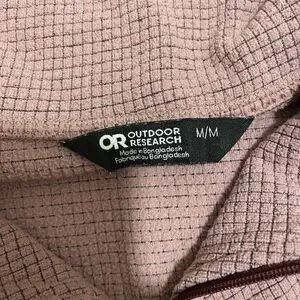 OR OUTDOOR
RESEARCH
M/M
Made in Bangladesh
Fabriqué au Bangladesh